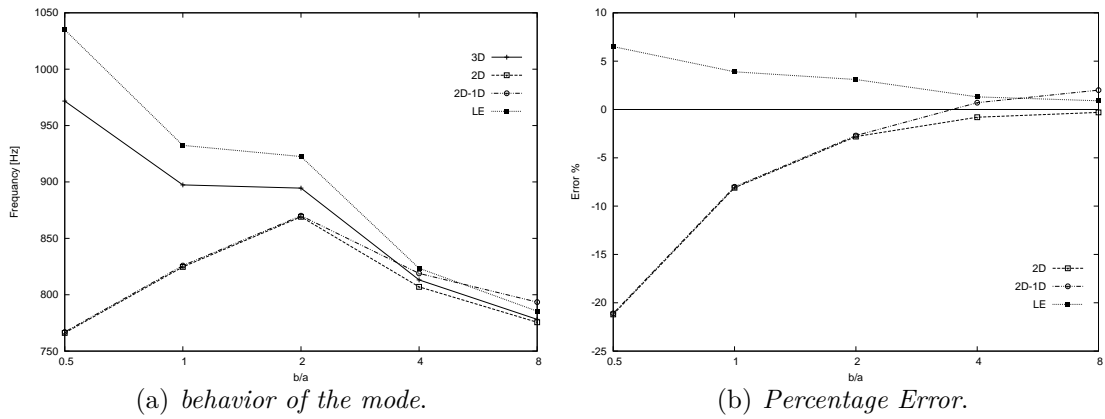 1050
1000
950
900
850
800
750
Frequancy [Hz]
0.5
1
2
4
8
b/a
3D
2D
2D-1D
LE
(a) behavior of the mode.
10
5
0
-5
-10
-15
-20
-25
Error %
0.5
1
2
4
8
b/a
2D
2D-1D
LE
(b) Percentage Error.